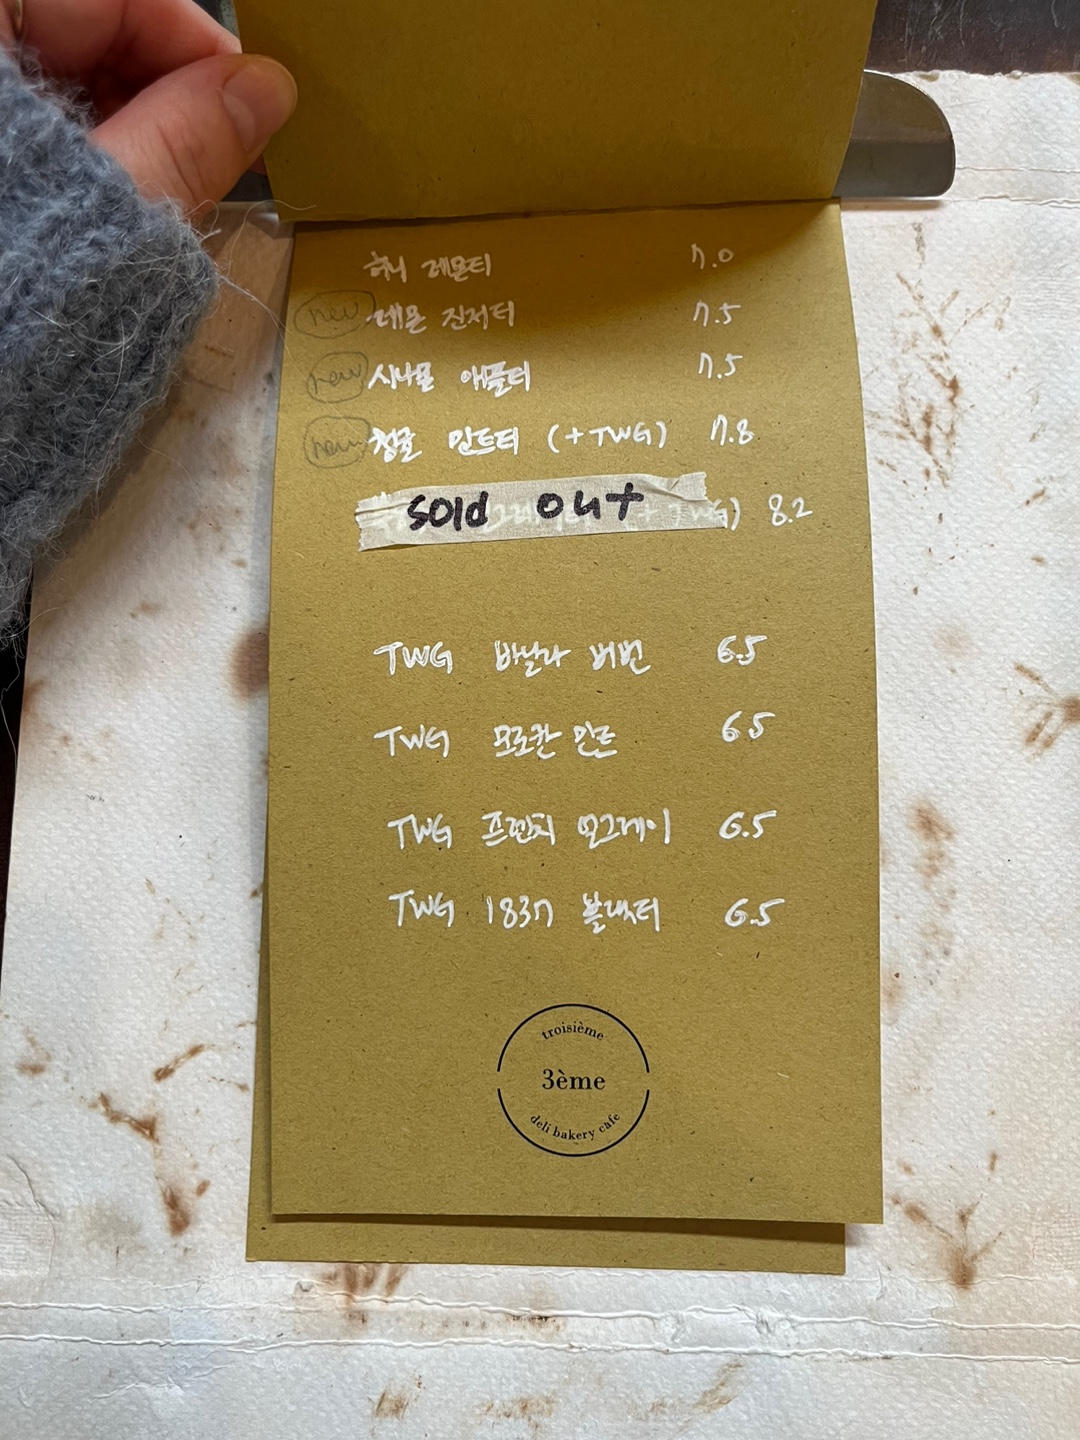 허니 레몬티 7.0
new 레몬 진저티 7.5
new 시나몬 애플티 7.5
new 청귤 민트티 (+TWG) 7.8
sold out (+TWG) 8.2
TWG 바닐라 버번 6.5
TWG 모로칸 민트 6.5
TWG 프렌치 얼그레이 6.5
TWG 1837 블랙티 6.5
troisième
3ème
deli bakery cafe